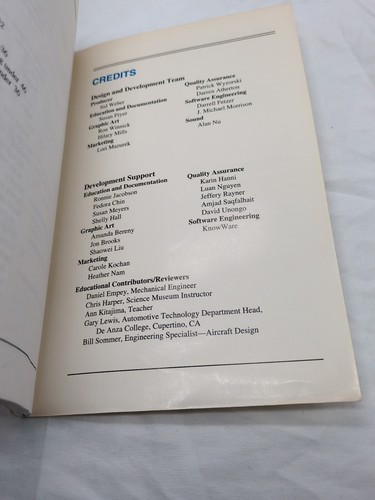 CREDITS
Design and Development Team
Producer
Sid Weber
Education and Documentation
Susan Piyer
Graphic Art
Ron Winnick
Hilary Mills
Marketing
Lori Mazurek
Quality Assurance
Patrick Wyzorski
Darren Atherton
Software Engineering
Darrell Fetzer
J. Michael Morrison
Sound
Alan Nu
Development Support
Education and Documentation
Ronnie Jacobson
Fedora Chin
Susan Meyers
Shelly Hall
Graphic Art
Amanda Bereny
Jon Brooks
Shaowei Liu
Marketing
Carole Kochan
Heather Nam
Quality Assurance
Karin Hanni
Luan Nguyen
Jeffery Rayner
Amjad Saqfalhait
David Unongo
Software Engineering
KnowWare
Educational Contributors/Reviewers
Daniel Empey, Mechanical Engineer
Chris Harper, Science Museum Instructor
Ann Kitajima, Teacher
Gary Lewis, Automotive Technology Department Head,
De Anza College, Cupertino, CA
Bill Sommer, Engineering Specialist—Aircraft Design